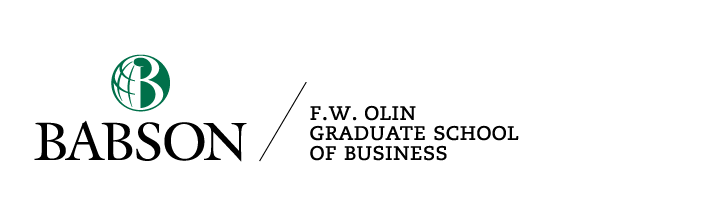 B
BABSON
F.W. OLIN
GRADUATE SCHOOL
OF BUSINESS